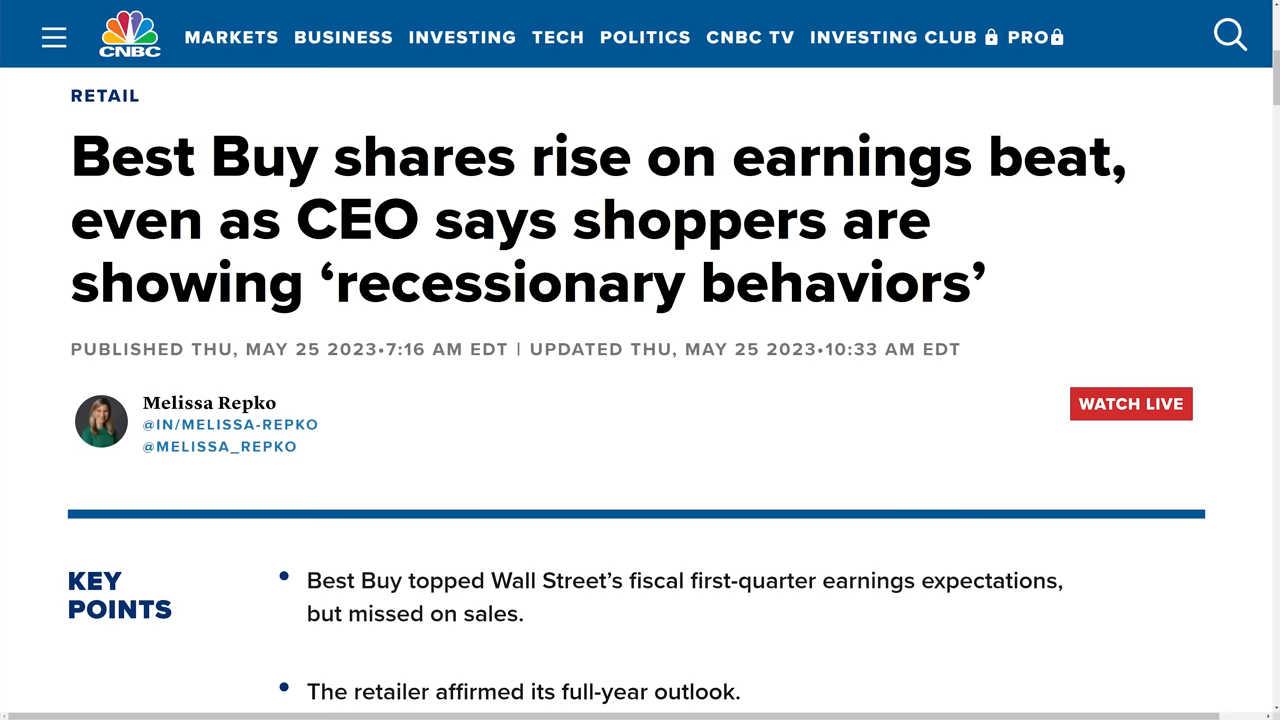 CNBC
MARKETS BUSINESS INVESTING TECH POLITICS CNBC TV INVESTING CLUB PRO
RETAIL
Best Buy shares rise on earnings beat,
even as CEO says shoppers are
showing ‘recessionary behaviors’
PUBLISHED THU, MAY 25 2023•7:16 AM EDT | UPDATED THU, MAY 25 2023•10:33 AM EDT
Melissa Repko
@IN/MELISSA-REPKO
@MELISSA_REPKO
WATCH LIVE
KEY
POINTS
• Best Buy topped Wall Street’s fiscal first-quarter earnings expectations,
but missed on sales.
• The retailer affirmed its full-year outlook.